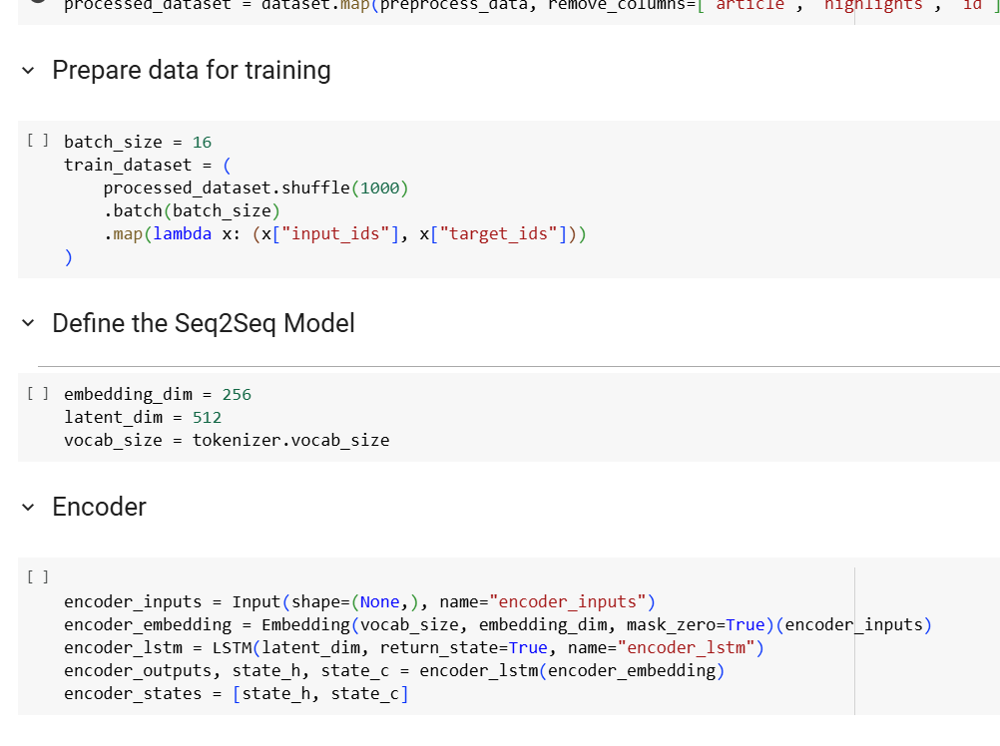 processed_dataset = dataset.map(preprocess_data, remove_columns=["article", "highlights", "id"]
Prepare data for training
[ ] batch_size = 16
train_dataset = (
    processed_dataset.shuffle(1000)
    .batch(batch_size)
    .map(lambda x: (x["input_ids"], x["target_ids"]))
)
Define the Seq2Seq Model
[ ] embedding_dim = 256
latent_dim = 512
vocab_size = tokenizer.vocab_size
Encoder
[ ]
encoder_inputs = Input(shape=(None,), name="encoder_inputs")
encoder_embedding = Embedding(vocab_size, embedding_dim, mask_zero=True)(encoder_inputs)
encoder_lstm = LSTM(latent_dim, return_state=True, name="encoder_lstm")
encoder_outputs, state_h, state_c = encoder_lstm(encoder_embedding)
encoder_states = [state_h, state_c]